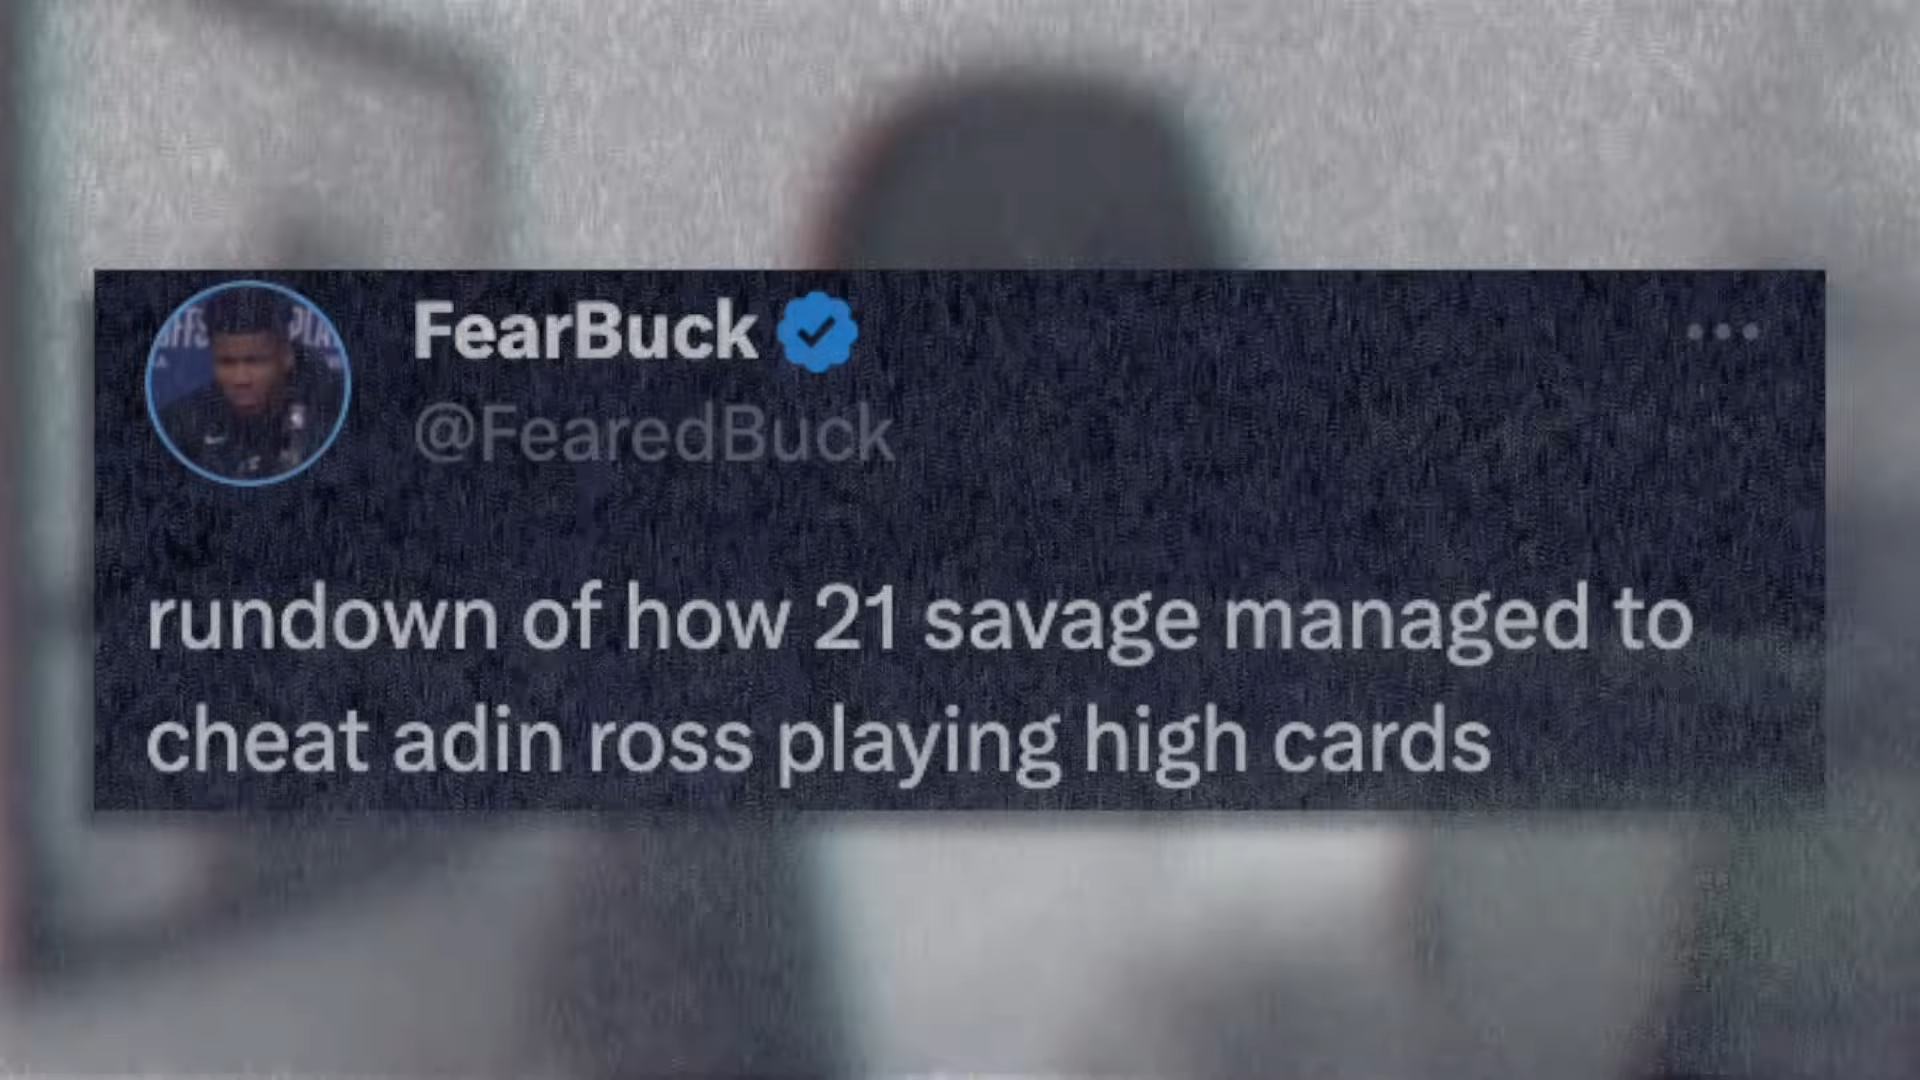 FearBuck
@FearedBuck
rundown of how 21 savage managed to
cheat adin ross playing high cards